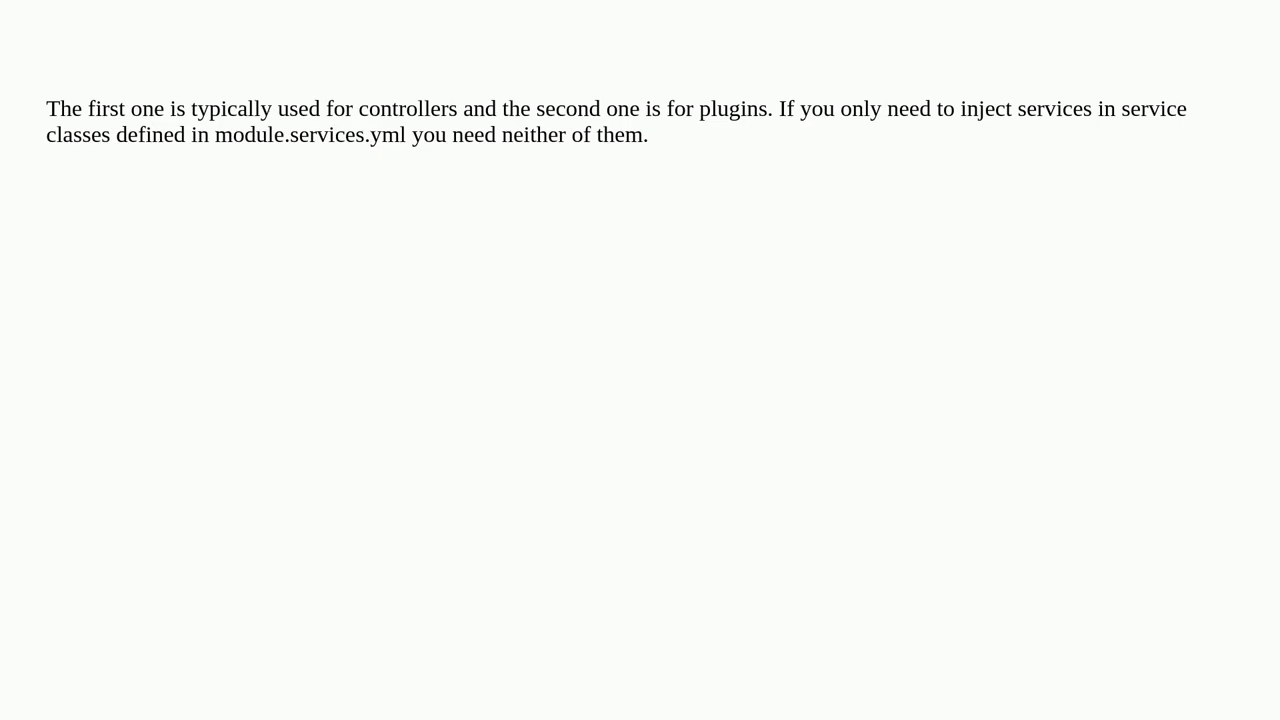 The first one is typically used for controllers and the second one is for plugins. If you only need to inject services in service
classes defined in module.services.yml you need neither of them.